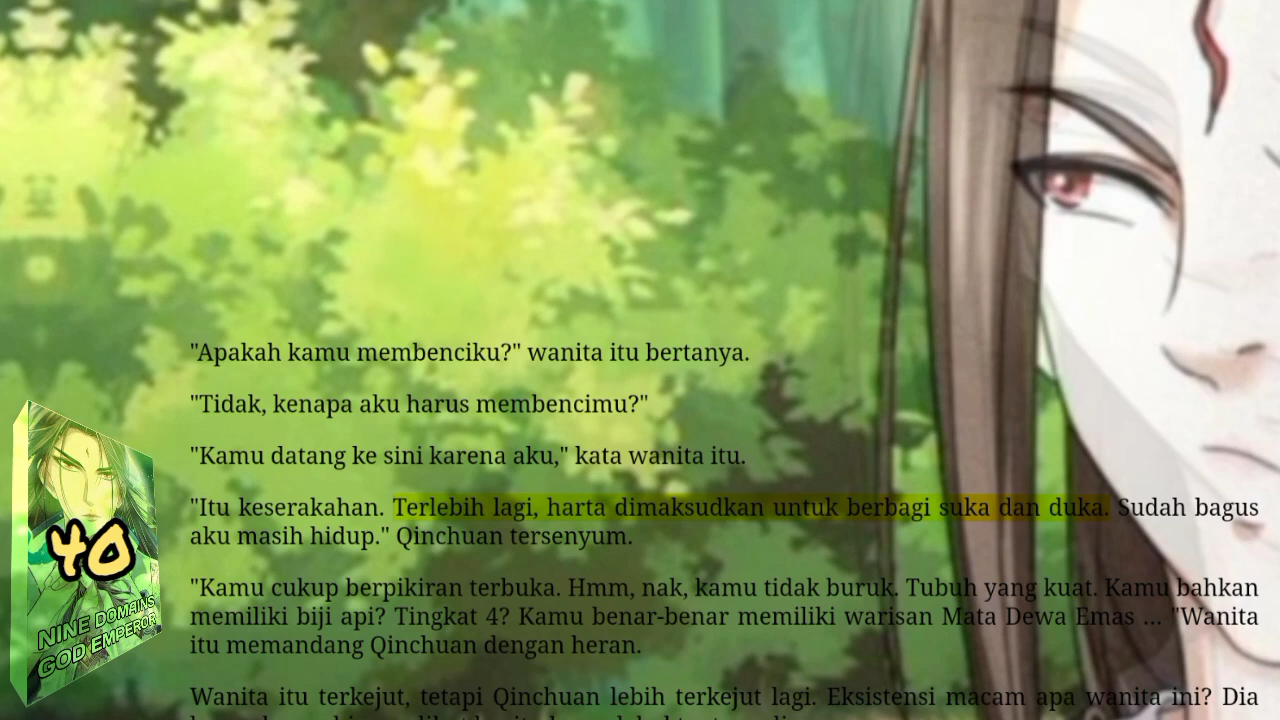 "Apakah kamu membenciku?" wanita itu bertanya.
"Tidak, kenapa aku harus membencimu?"
"Kamu datang ke sini karena aku," kata wanita itu.
"Itu keserakahan. Terlebih lagi, harta dimaksudkan untuk berbagi suka dan duka. Sudah bagus
aku masih hidup." Qinchuan tersenyum.
"Kamu cukup berpikiran terbuka. Hmm, nak, kamu tidak buruk. Tubuh yang kuat. Kamu bahkan
memiliki biji api? Tingkat 4? Kamu benar-benar memiliki warisan Mata Dewa Emas ... "Wanita
itu memandang Qinchuan dengan heran.
Wanita itu terkejut, tetapi Qinchuan lebih terkejut lagi. Eksistensi macam apa wanita ini? Dia
40
NINE DOMAINS
GOD EMPEROR